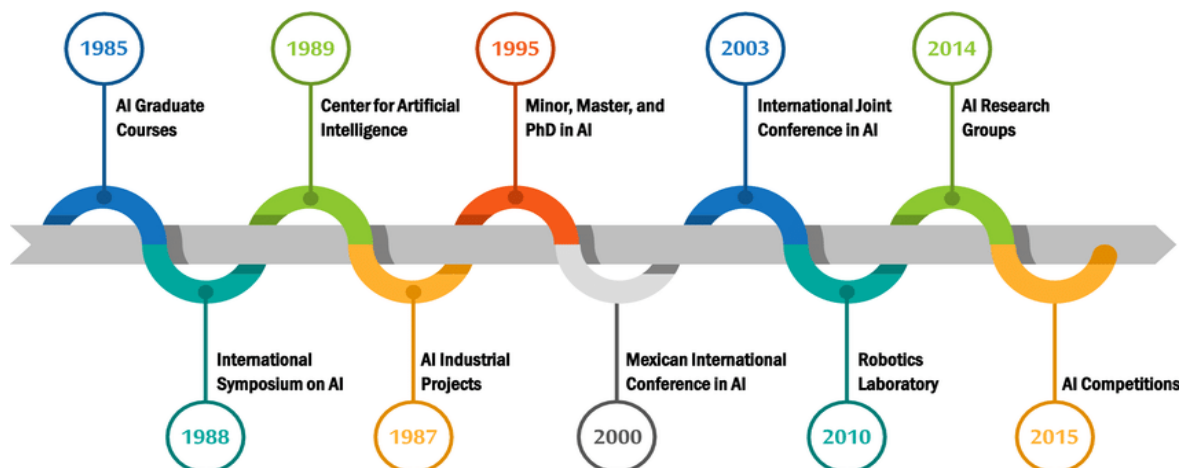 1985
AI Graduate
Courses
1989
Center for Artificial
Intelligence
1995
Minor, Master, and
PhD in AI
2003
International Joint
Conference in AI
2014
AI Research
Groups
International
Symposium on AI
1988
AI Industrial
Projects
1987
Mexican International
Conference in AI
2000
Robotics
Laboratory
2010
AI Competitions
2015